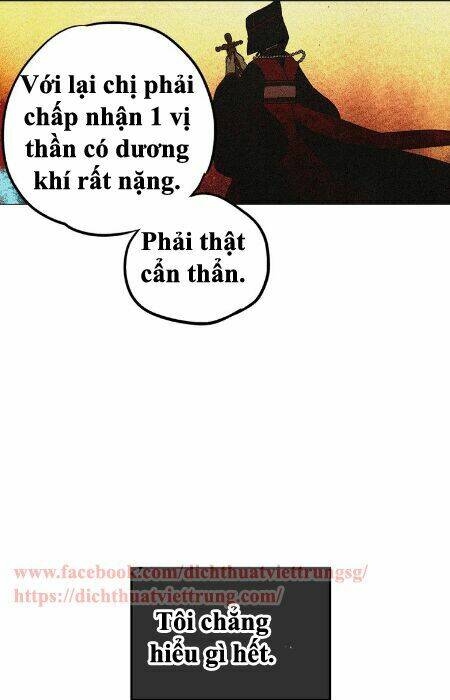 Với lại chị phải
chấp nhận 1 vị
thần có dương
khí rất nặng.
Phải thật
cẩn thẩn.
www.facebook.com/dichthuatviettrungsg/
https://dichthuatviettrung.com/
Tôi chẳng
hiểu gì hết.